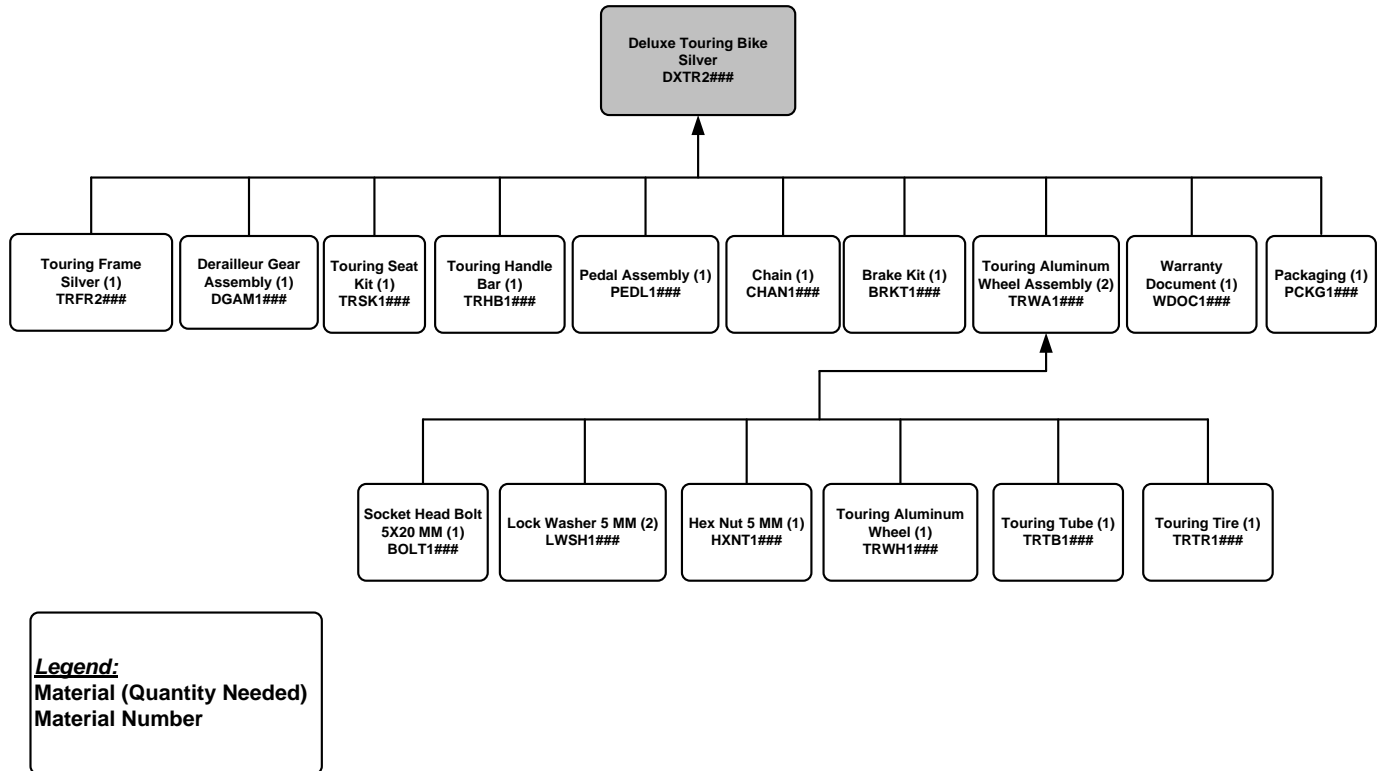 Deluxe Touring Bike
Silver
DXTR2###
Touring Frame
Silver (1)
TRFR2###
Derailleur Gear
Assembly (1)
DGAM1###
Touring Seat
Kit (1)
TRSK1###
Touring Handle
Bar (1)
TRHB1###
Pedal Assembly (1)
PEDL1###
Chain (1)
CHAN1###
Brake Kit (1)
BRKT1###
Touring Aluminum
Wheel Assembly (2)
TRWA1###
Warranty
Document (1)
WDOC1###
Packaging (1)
PCKG1###
Socket Head Bolt
5X20 MM (1)
BOLT1###
Lock Washer 5 MM (2)
LWSH1###
Hex Nut 5 MM (1)
HXNT1###
Touring Aluminum
Wheel (1)
TRWH1###
Touring Tube (1)
TRTB1###
Touring Tire (1)
TRTR1###
Legend:
Material (Quantity Needed)
Material Number